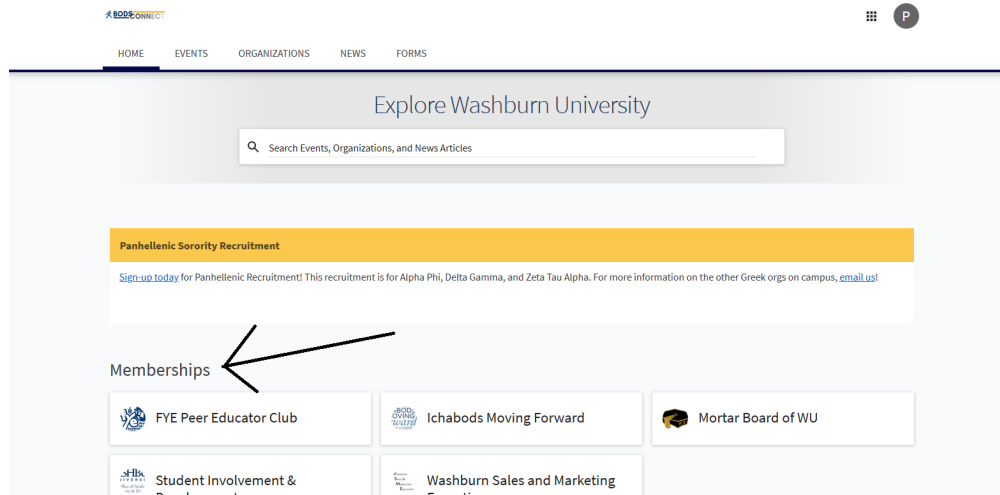 BODSCONNECT
P
HOME EVENTS ORGANIZATIONS NEWS FORMS
Explore Washburn University
Search Events, Organizations, and News Articles
Panhellenic Sorority Recruitment
Sign-up today for Panhellenic Recruitment! This recruitment is for Alpha Phi, Delta Gamma, and Zeta Tau Alpha. For more information on the other Greek orgs on campus, email us!
Memberships
FYE Peer Educator Club
Ichabods Moving Forward
Mortar Board of WU
Student Involvement &
Washburn Sales and Marketing